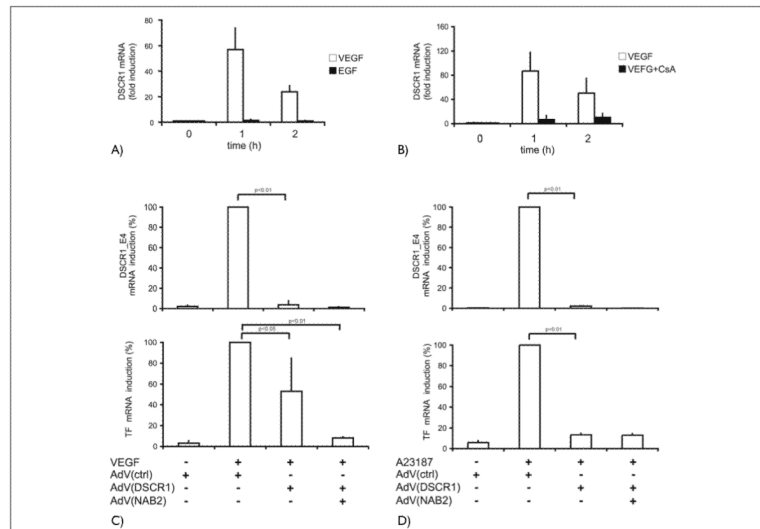 80
60
40
20
0
DSCR1 mRNA
(fold induction)
VEGF
EGF
0 1 2
time (h)
A)
160
120
80
40
0
DSCR1 mRNA
(fold induction)
VEGF
VEFG+CsA
0 1 2
time (h)
B)
p<0.01
100
80
60
40
20
0
DSCR1_E4
mRNA induction (%)
p<0.01
p<0.05
100
80
60
40
20
0
TF mRNA induction (%)
VEGF - + + +
AdV(ctrl) + + - -
AdV(DSCR1) - - + +
AdV(NAB2) - - - +
C)
p<0.01
100
80
60
40
20
0
DSCR1_E4
mRNA induction (%)
p<0.01
100
80
60
40
20
0
TF mRNA induction (%)
A23187 - + + +
AdV(ctrl) + + - -
AdV(DSCR1) - - + +
AdV(NAB2) - - - +
D)